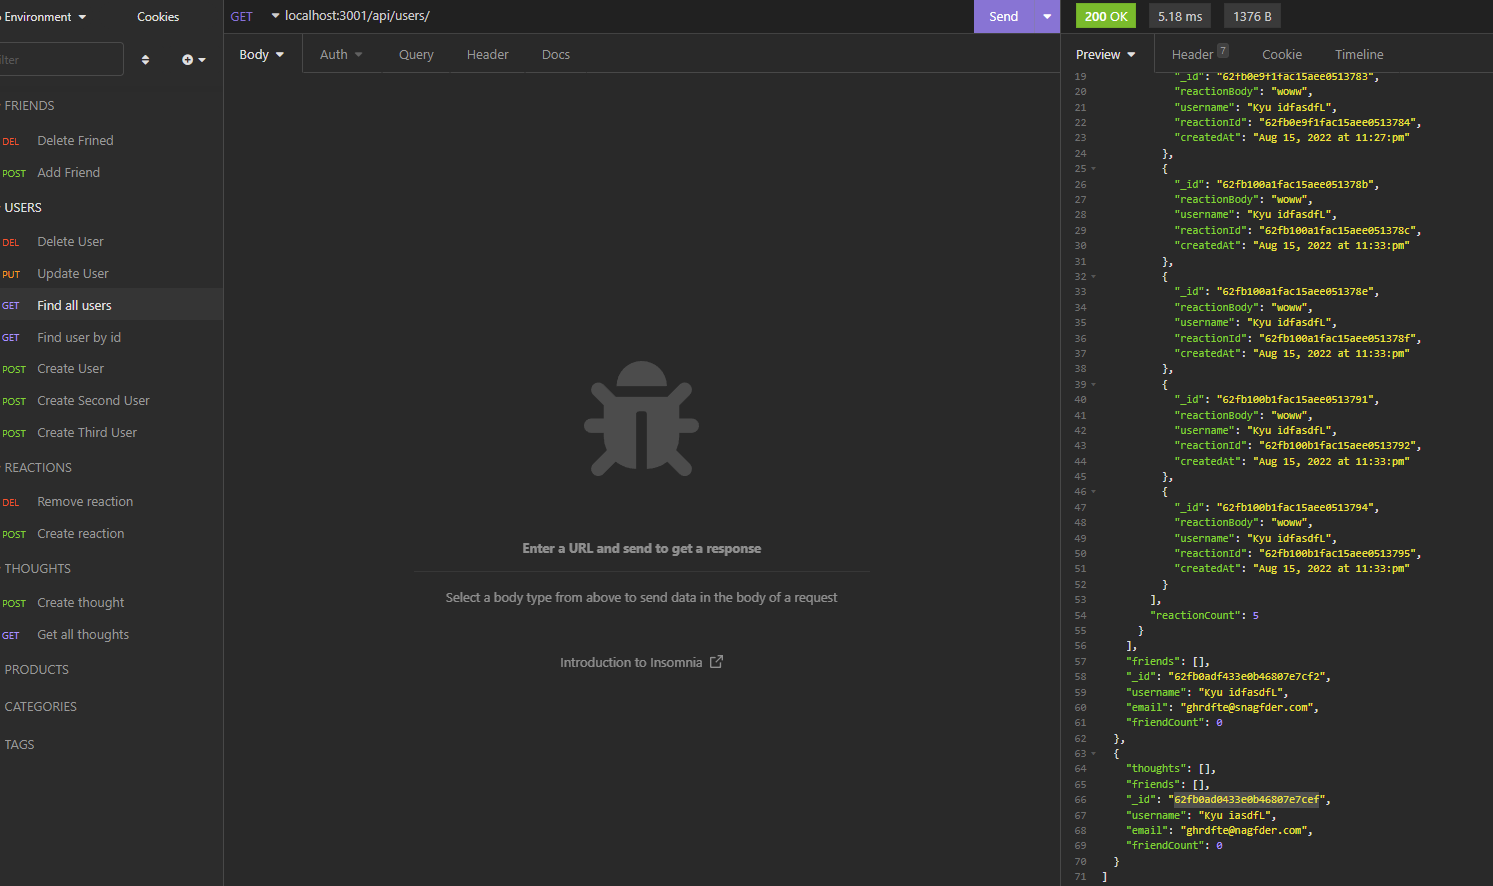 Environment
Cookies
GET
localhost:3001/api/users/
Send
200 OK
5.18 ms
1376 B
Body
Auth
Query
Header
Docs
Preview
Header 7
Cookie
Timeline
FRIENDS
DEL Delete Frined
POST Add Friend
USERS
DEL Delete User
PUT Update User
GET Find all users
GET Find user by id
POST Create User
POST Create Second User
POST Create Third User
REACTIONS
DEL Remove reaction
POST Create reaction
THOUGHTS
POST Create thought
GET Get all thoughts
PRODUCTS
CATEGORIES
TAGS
Enter a URL and send to get a response
Select a body type from above to send data in the body of a request
Introduction to Insomnia
19 "_id": "62fb0e9f1fac15aee0513783",
20 "reactionBody": "woww",
21 "username": "Kyu idfasdfL",
22 "reactionId": "62fb0e9f1fac15aee0513784",
23 "createdAt": "Aug 15, 2022 at 11:27:pm"
24 },
25 {
26 "_id": "62fb100a1fac15aee051378b",
27 "reactionBody": "woww",
28 "username": "Kyu idfasdfL",
29 "reactionId": "62fb100a1fac15aee051378c",
30 "createdAt": "Aug 15, 2022 at 11:33:pm"
31 },
32 {
33 "_id": "62fb100a1fac15aee051378e",
34 "reactionBody": "woww",
35 "username": "Kyu idfasdfL",
36 "reactionId": "62fb100a1fac15aee051378f",
37 "createdAt": "Aug 15, 2022 at 11:33:pm"
38 },
39 {
40 "_id": "62fb100b1fac15aee0513791",
41 "reactionBody": "woww",
42 "username": "Kyu idfasdfL",
43 "reactionId": "62fb100b1fac15aee0513792",
44 "createdAt": "Aug 15, 2022 at 11:33:pm"
45 },
46 {
47 "_id": "62fb100b1fac15aee0513794",
48 "reactionBody": "woww",
49 "username": "Kyu idfasdfL",
50 "reactionId": "62fb100b1fac15aee0513795",
51 "createdAt": "Aug 15, 2022 at 11:33:pm"
52 }
53 ],
54 "reactionCount": 5
55 }
56 ],
57 "friends": [],
58 "_id": "62fb0adf433e0b46807e7cf2",
59 "username": "Kyu idfasdfL",
60 "email": "ghrdfte@snagfder.com",
61 "friendCount": 0
62 },
63 {
64 "thoughts": [],
65 "friends": [],
66 "_id": "62fb0ad0433e0b46807e7cef",
67 "username": "Kyu iasdfL",
68 "email": "ghrdfte@nagfder.com",
69 "friendCount": 0
70 }
71 ]